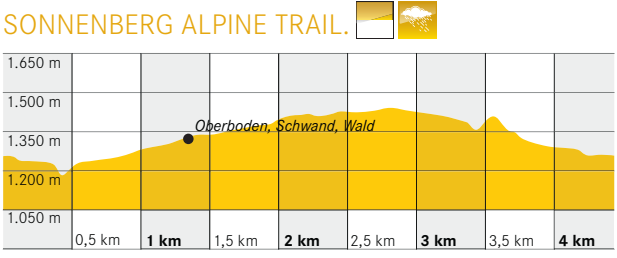 SONNENBERG ALPINE TRAIL.
1.650 m
1.500 m
Oberboden, Schwand, Wald
1.350 m
1.200 m
1.050 m
0,5 km 1 km 1,5 km 2 km 2,5 km 3 km 3,5 km 4 km